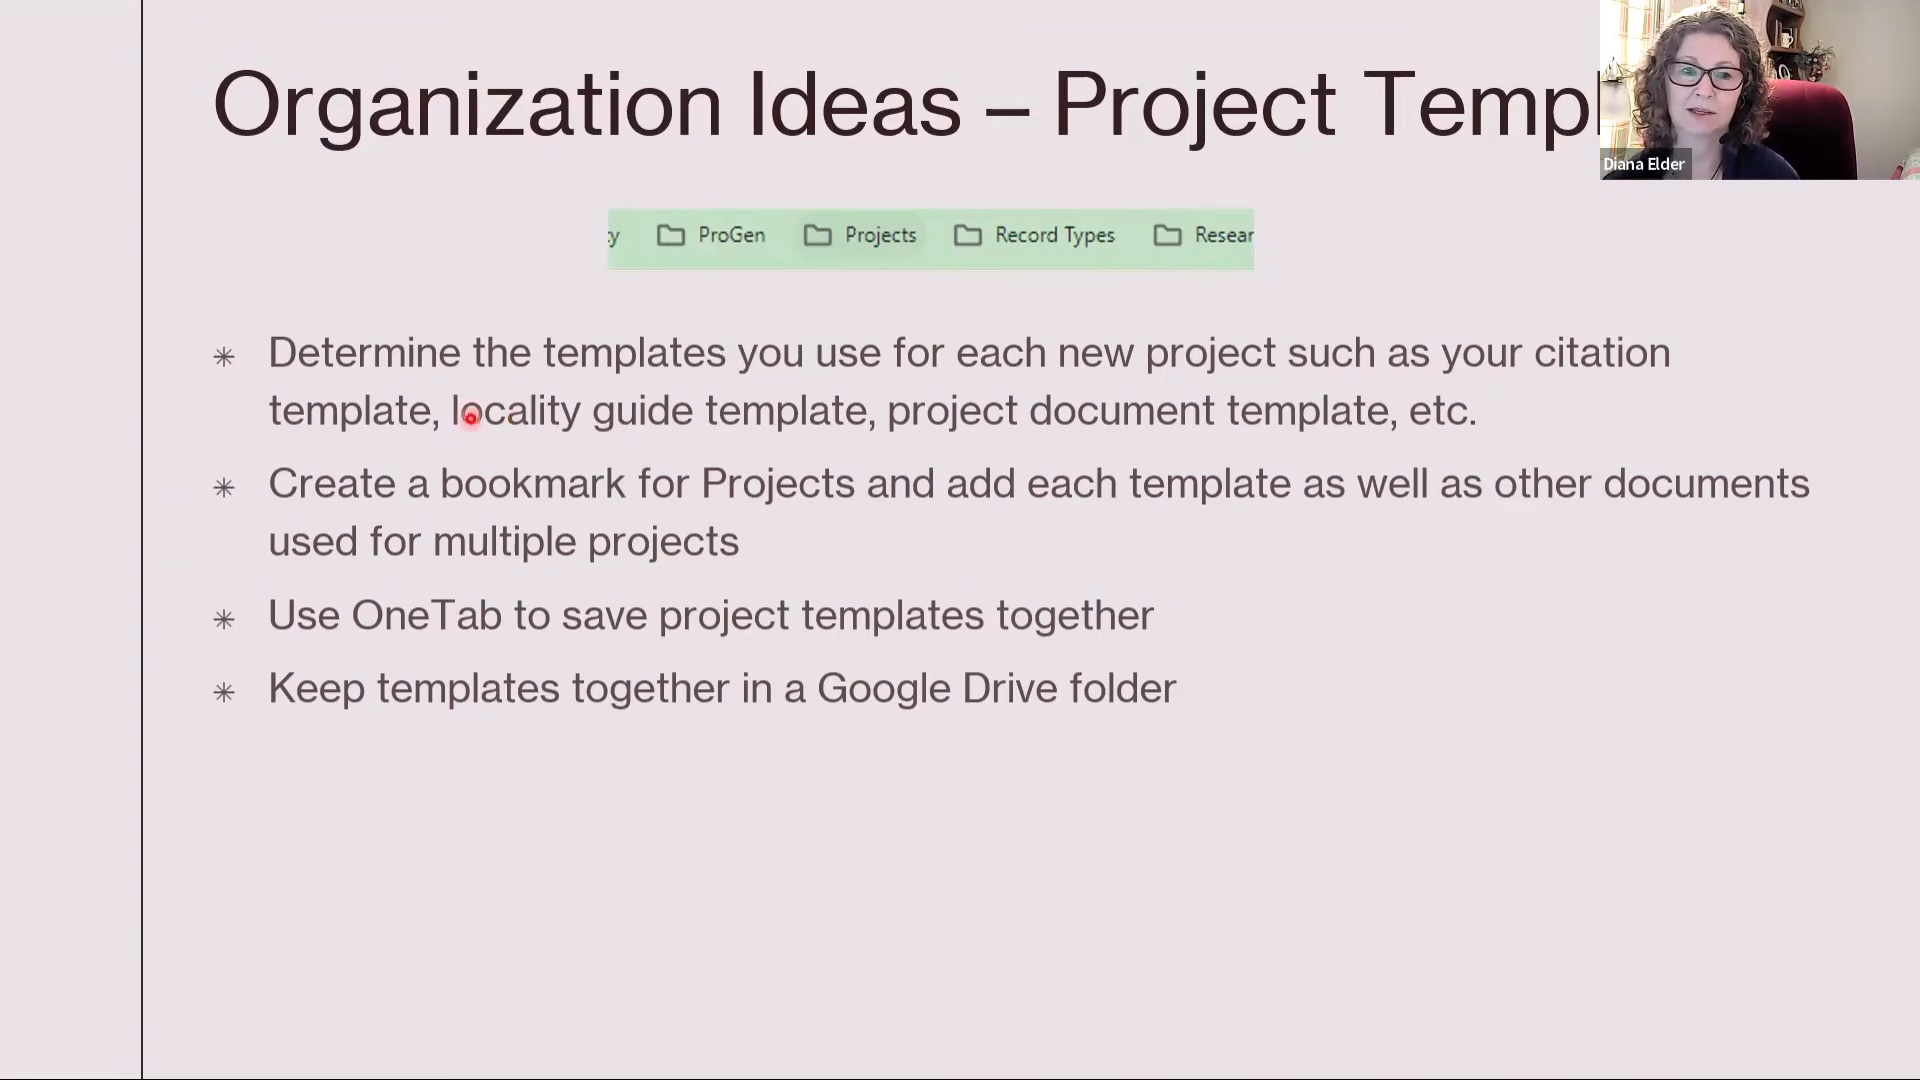 Organization Ideas – Project Templ
Diana Elder
ProGen Projects Record Types Resear
✳ Determine the templates you use for each new project such as your citation
template, locality guide template, project document template, etc.
✳ Create a bookmark for Projects and add each template as well as other documents
used for multiple projects
✳ Use OneTab to save project templates together
✳ Keep templates together in a Google Drive folder